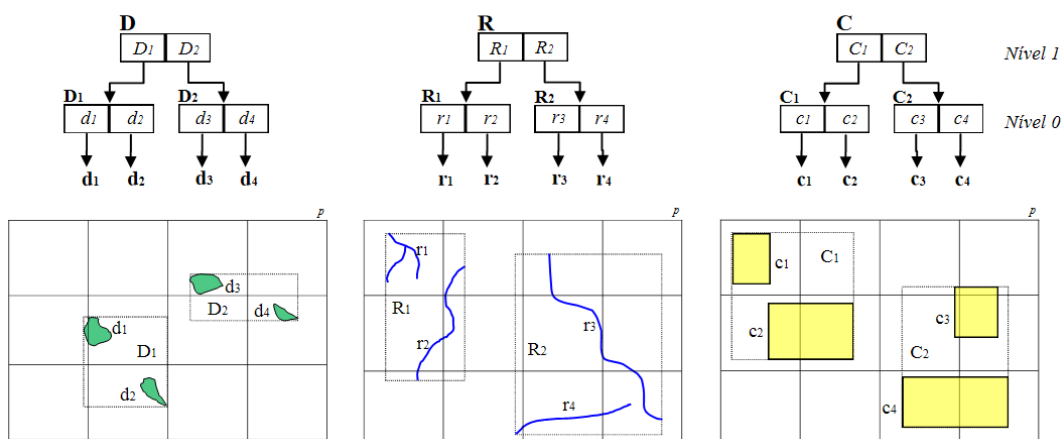 D R C
D1 D2 R1 R2 C1 C2 Nível 1
D1 D2 R1 R2 C1 C2
d1 d2 d3 d4 r1 r2 r3 r4 c1 c2 c3 c4 Nível 0
d1 d2 d3 d4 r1 r2 r3 r4 c1 c2 c3 c4
p p p
d3
D2
d4
d1
D1
d2
r1
R1
r2
r3
R2
r4
c1
C1
c2
c3
C2
c4